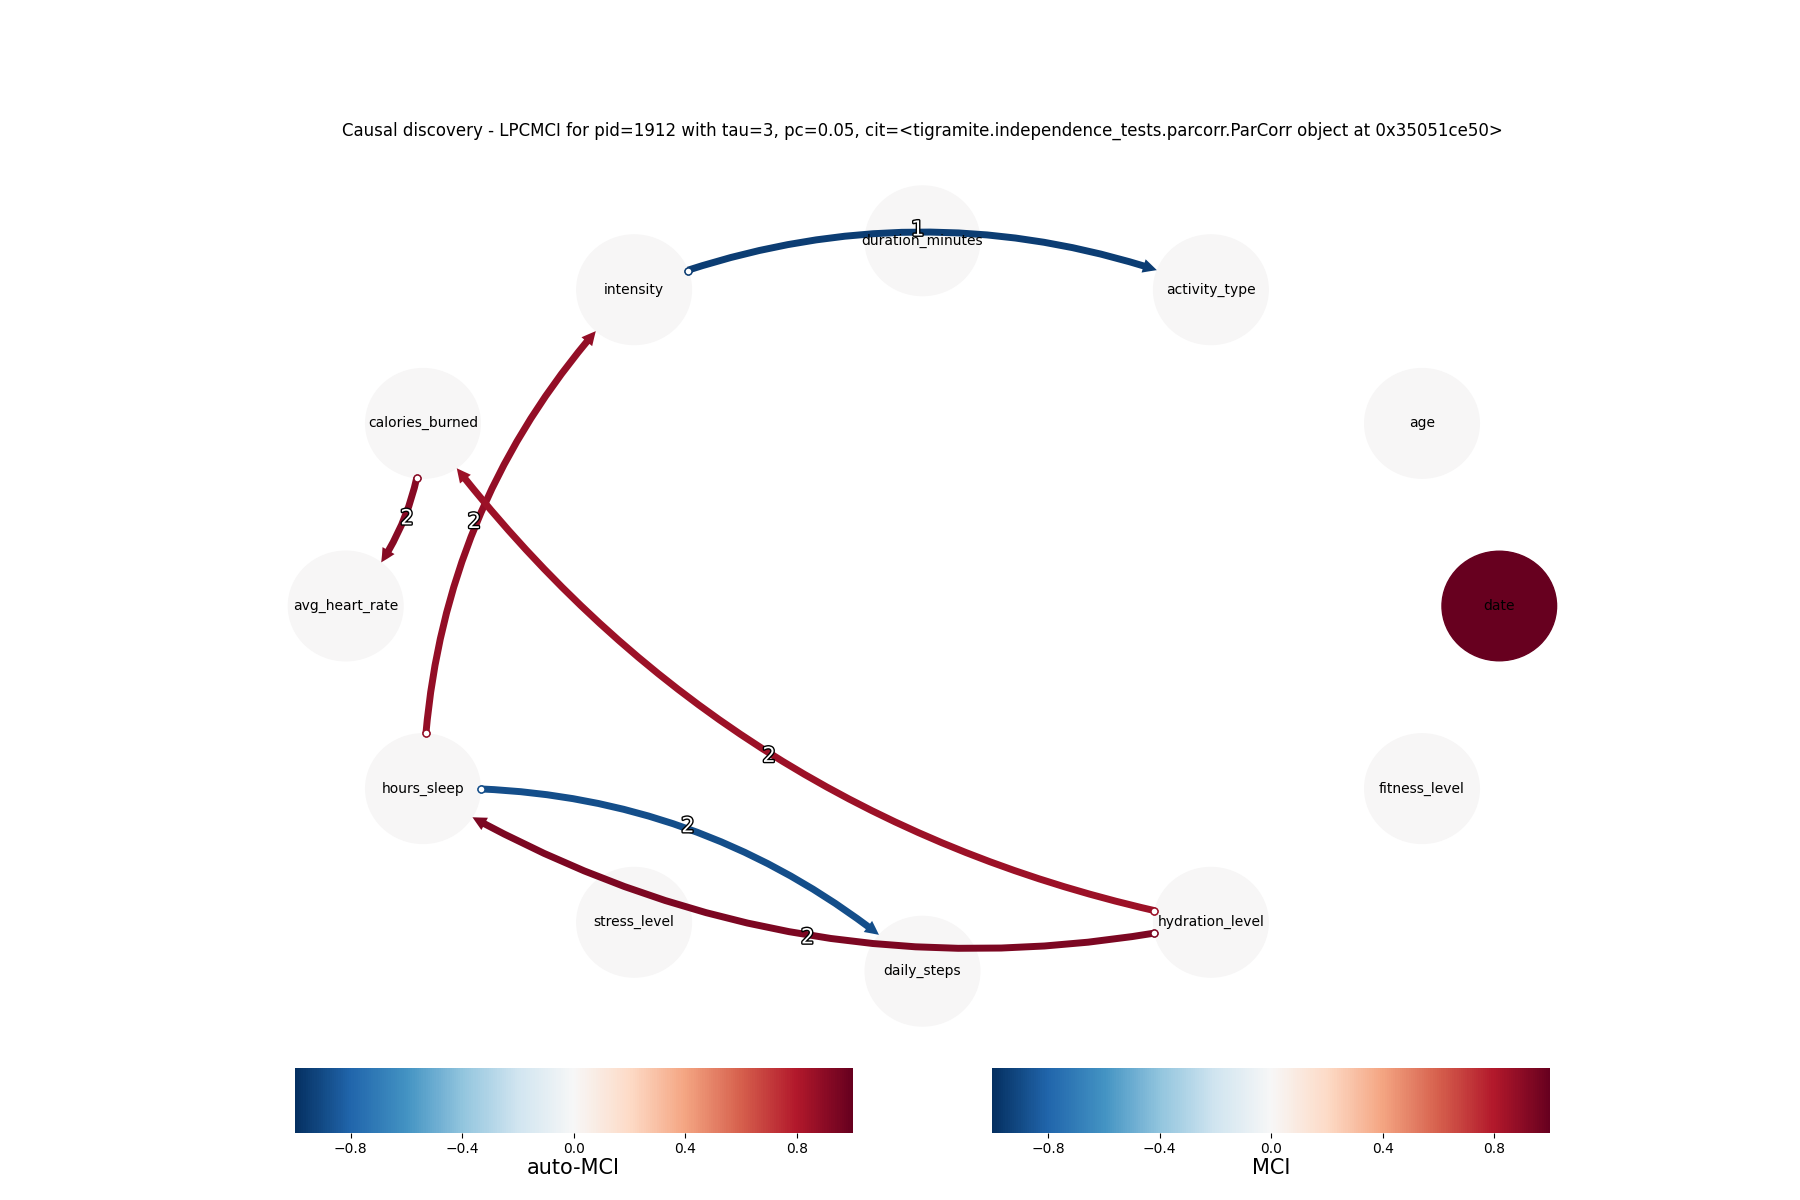 Causal discovery - LPCMCI for pid=1912 with tau=3, pc=0.05, cit=<tigramite.independence_tests.parcorr.ParCorr object at 0x35051ce50>
1
duration_minutes
intensity
activity_type
calories_burned
age
2
2
avg_heart_rate
date
2
hours_sleep
fitness_level
2
stress_level
hydration_level
2
daily_steps
−0.8 −0.4 0.0 0.4 0.8
auto-MCI
−0.8 −0.4 0.0 0.4 0.8
MCI